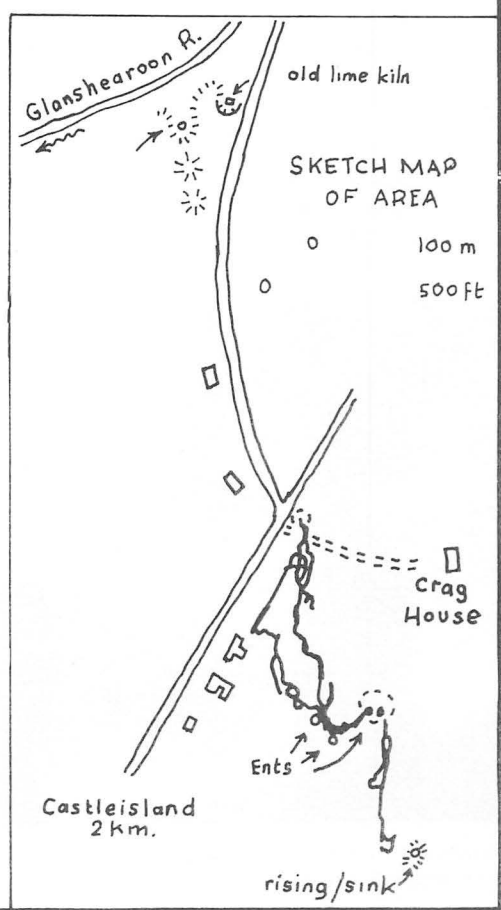 Glanshearoon R.
old lime kiln
SKETCH MAP
OF AREA
0 100 m
0 500 ft
Crag
House
Ents
Castleisland
2 km.
rising/sink